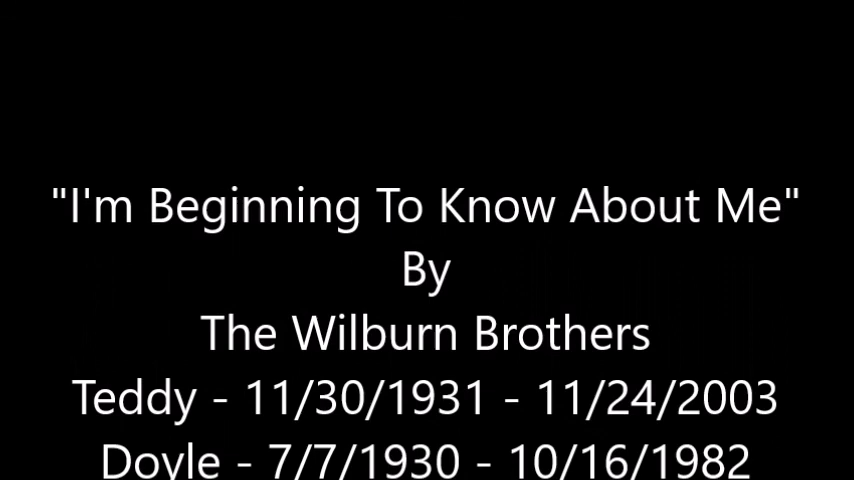 "I'm Beginning To Know About Me"
By
The Wilburn Brothers
Teddy - 11/30/1931 - 11/24/2003
Doyle - 7/7/1930 - 10/16/1982